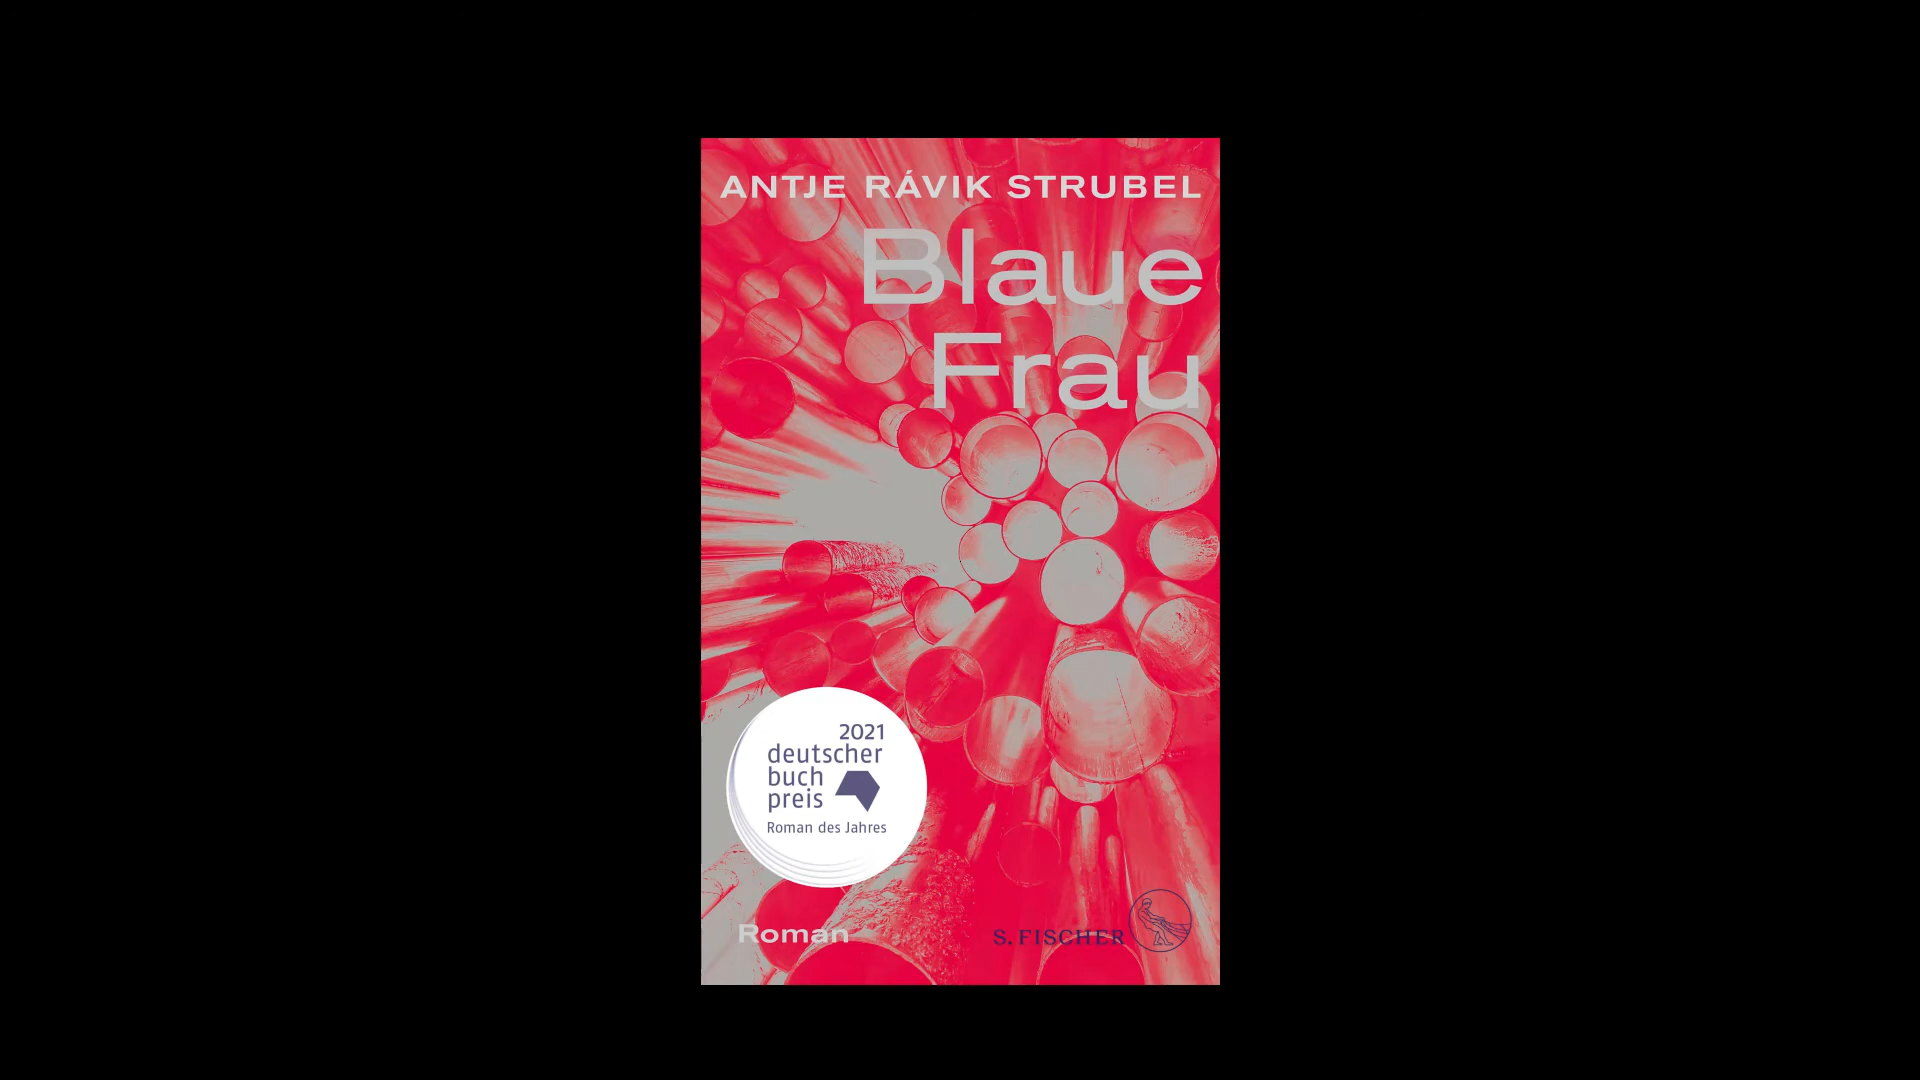 ANTJE RÁVIK STRUBEL
Blaue
Frau
2021
deutscher
buch
preis
Roman des Jahres
Roman
S. FISCHER